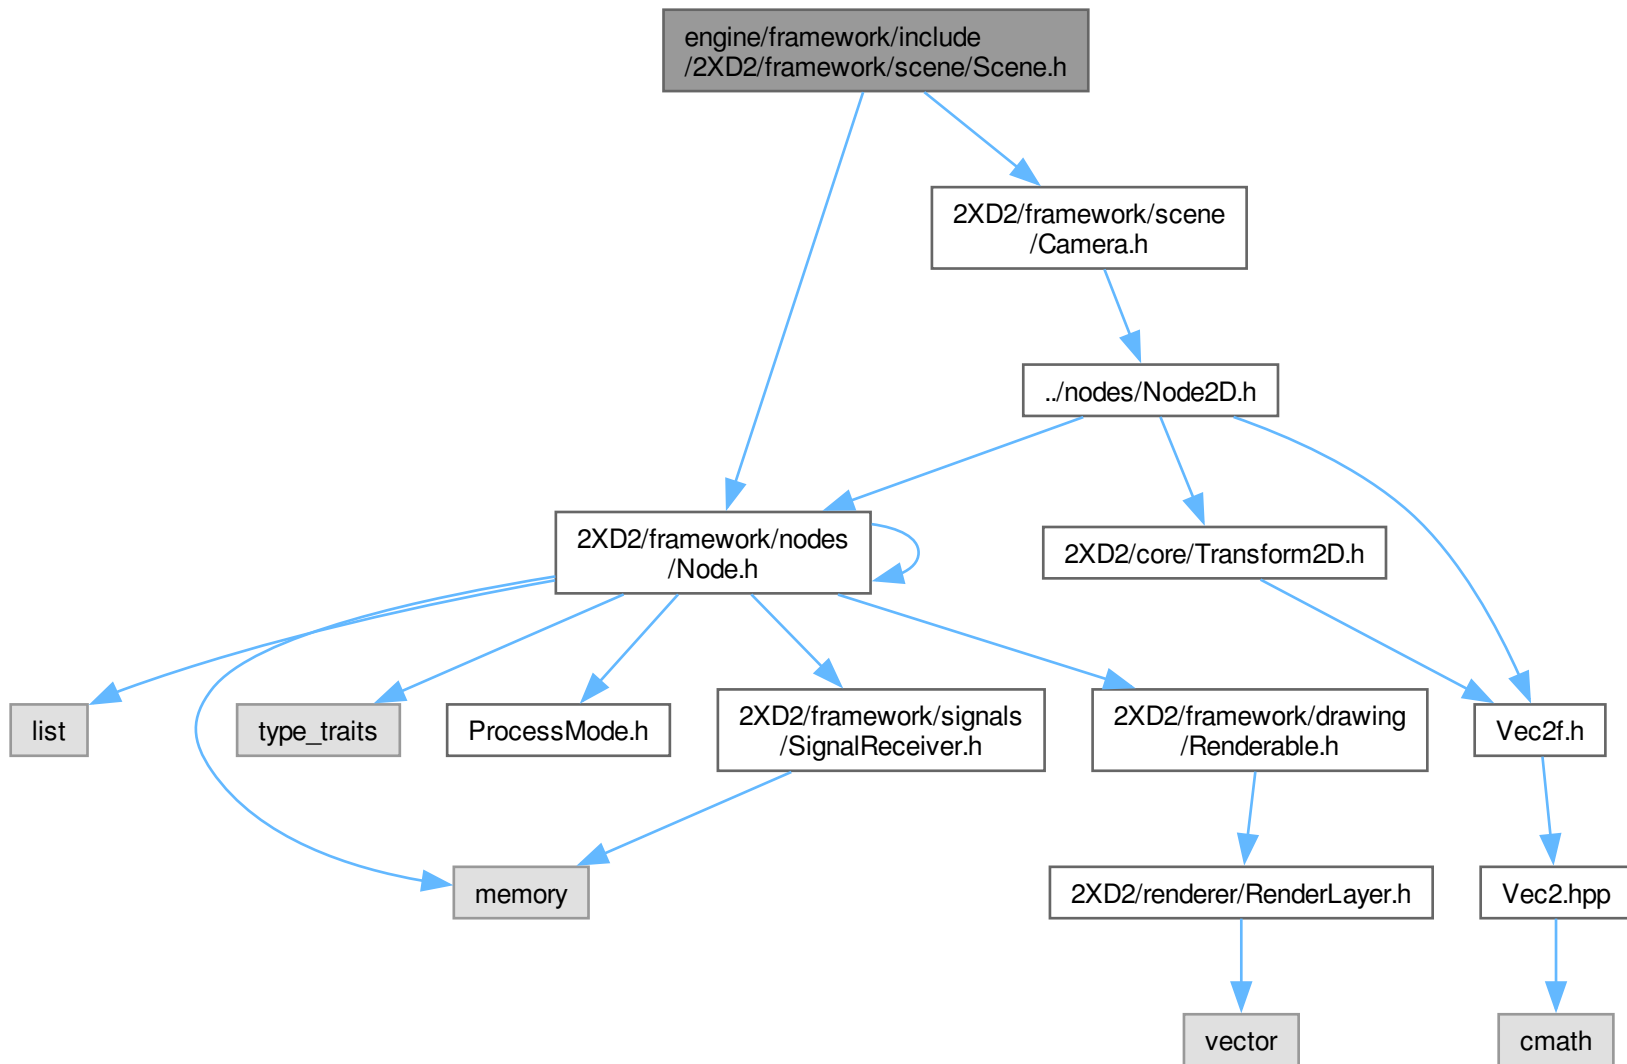 engine/framework/include
/2XD2/framework/scene/Scene.h
2XD2/framework/scene
/Camera.h
../nodes/Node2D.h
2XD2/framework/nodes
/Node.h
2XD2/core/Transform2D.h
list
type_traits
ProcessMode.h
2XD2/framework/signals
/SignalReceiver.h
2XD2/framework/drawing
/Renderable.h
Vec2f.h
memory
2XD2/renderer/RenderLayer.h
Vec2.hpp
vector
cmath